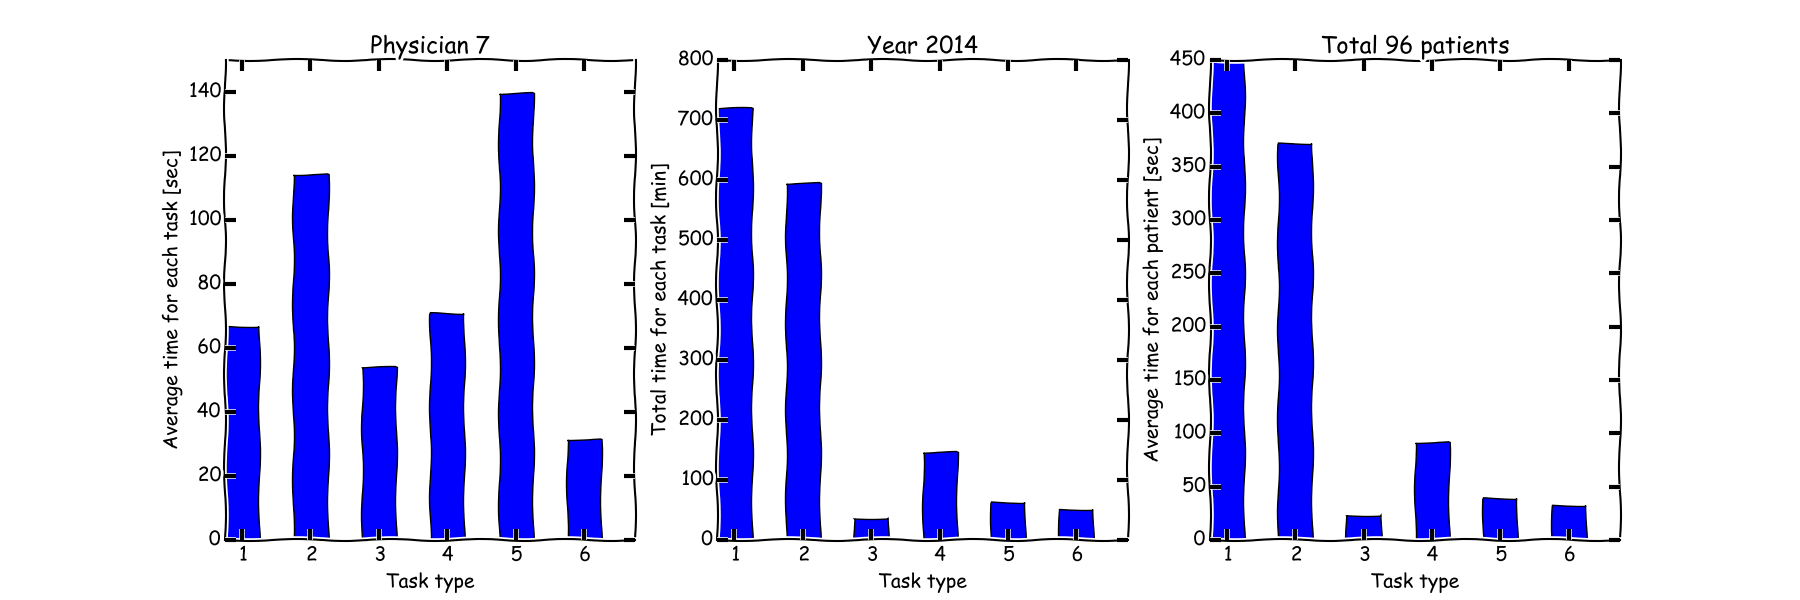 Physician 7
Average time for each task [sec]
140
120
100
80
60
40
20
0
1 2 3 4 5 6
Task type
Year 2014
Total time for each task [min]
800
700
600
500
400
300
200
100
0
1 2 3 4 5 6
Task type
Total 96 patients
Average time for each patient [sec]
450
400
350
300
250
200
150
100
50
0
1 2 3 4 5 6
Task type